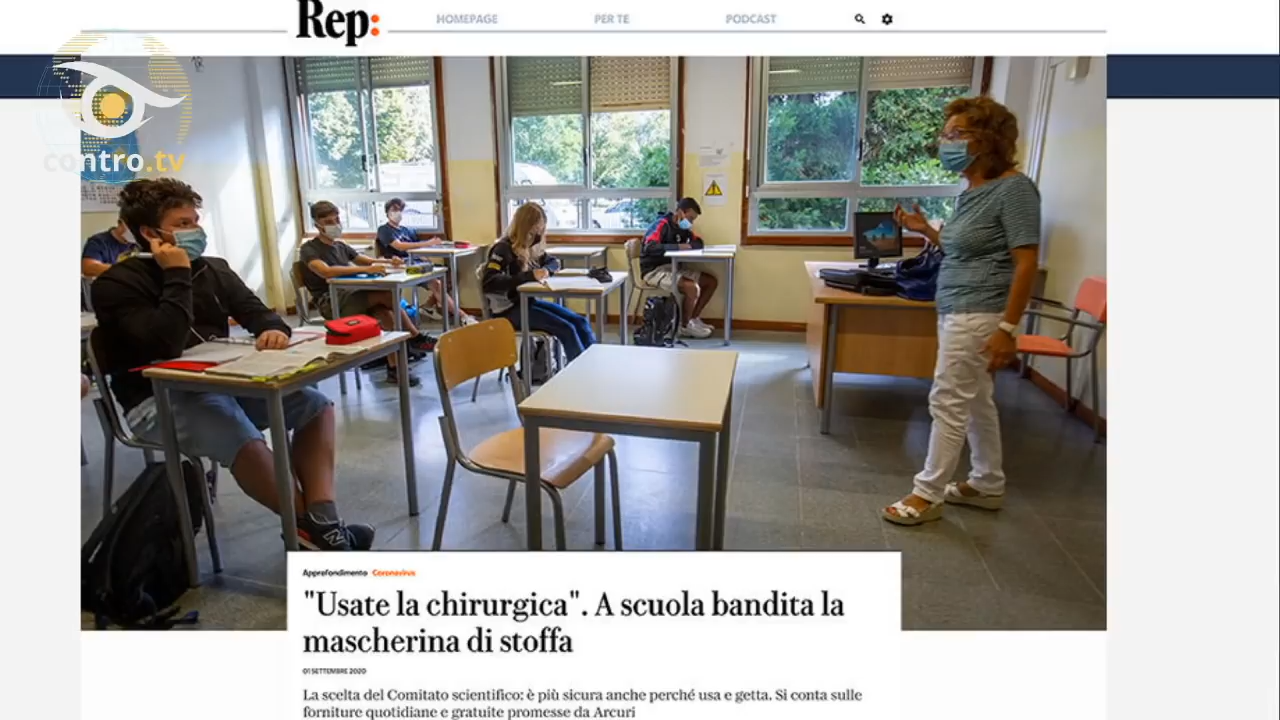 Rep:
HOMEPAGE
PER TE
PODCAST
contro.tv
Approfondimento Coronavirus
"Usate la chirurgica". A scuola bandita la
mascherina di stoffa
01 SETTEMBRE 2020
La scelta del Comitato scientifico: è più sicura anche perché usa e getta. Si conta sulle
forniture quotidiane e gratuite promesse da Arcuri